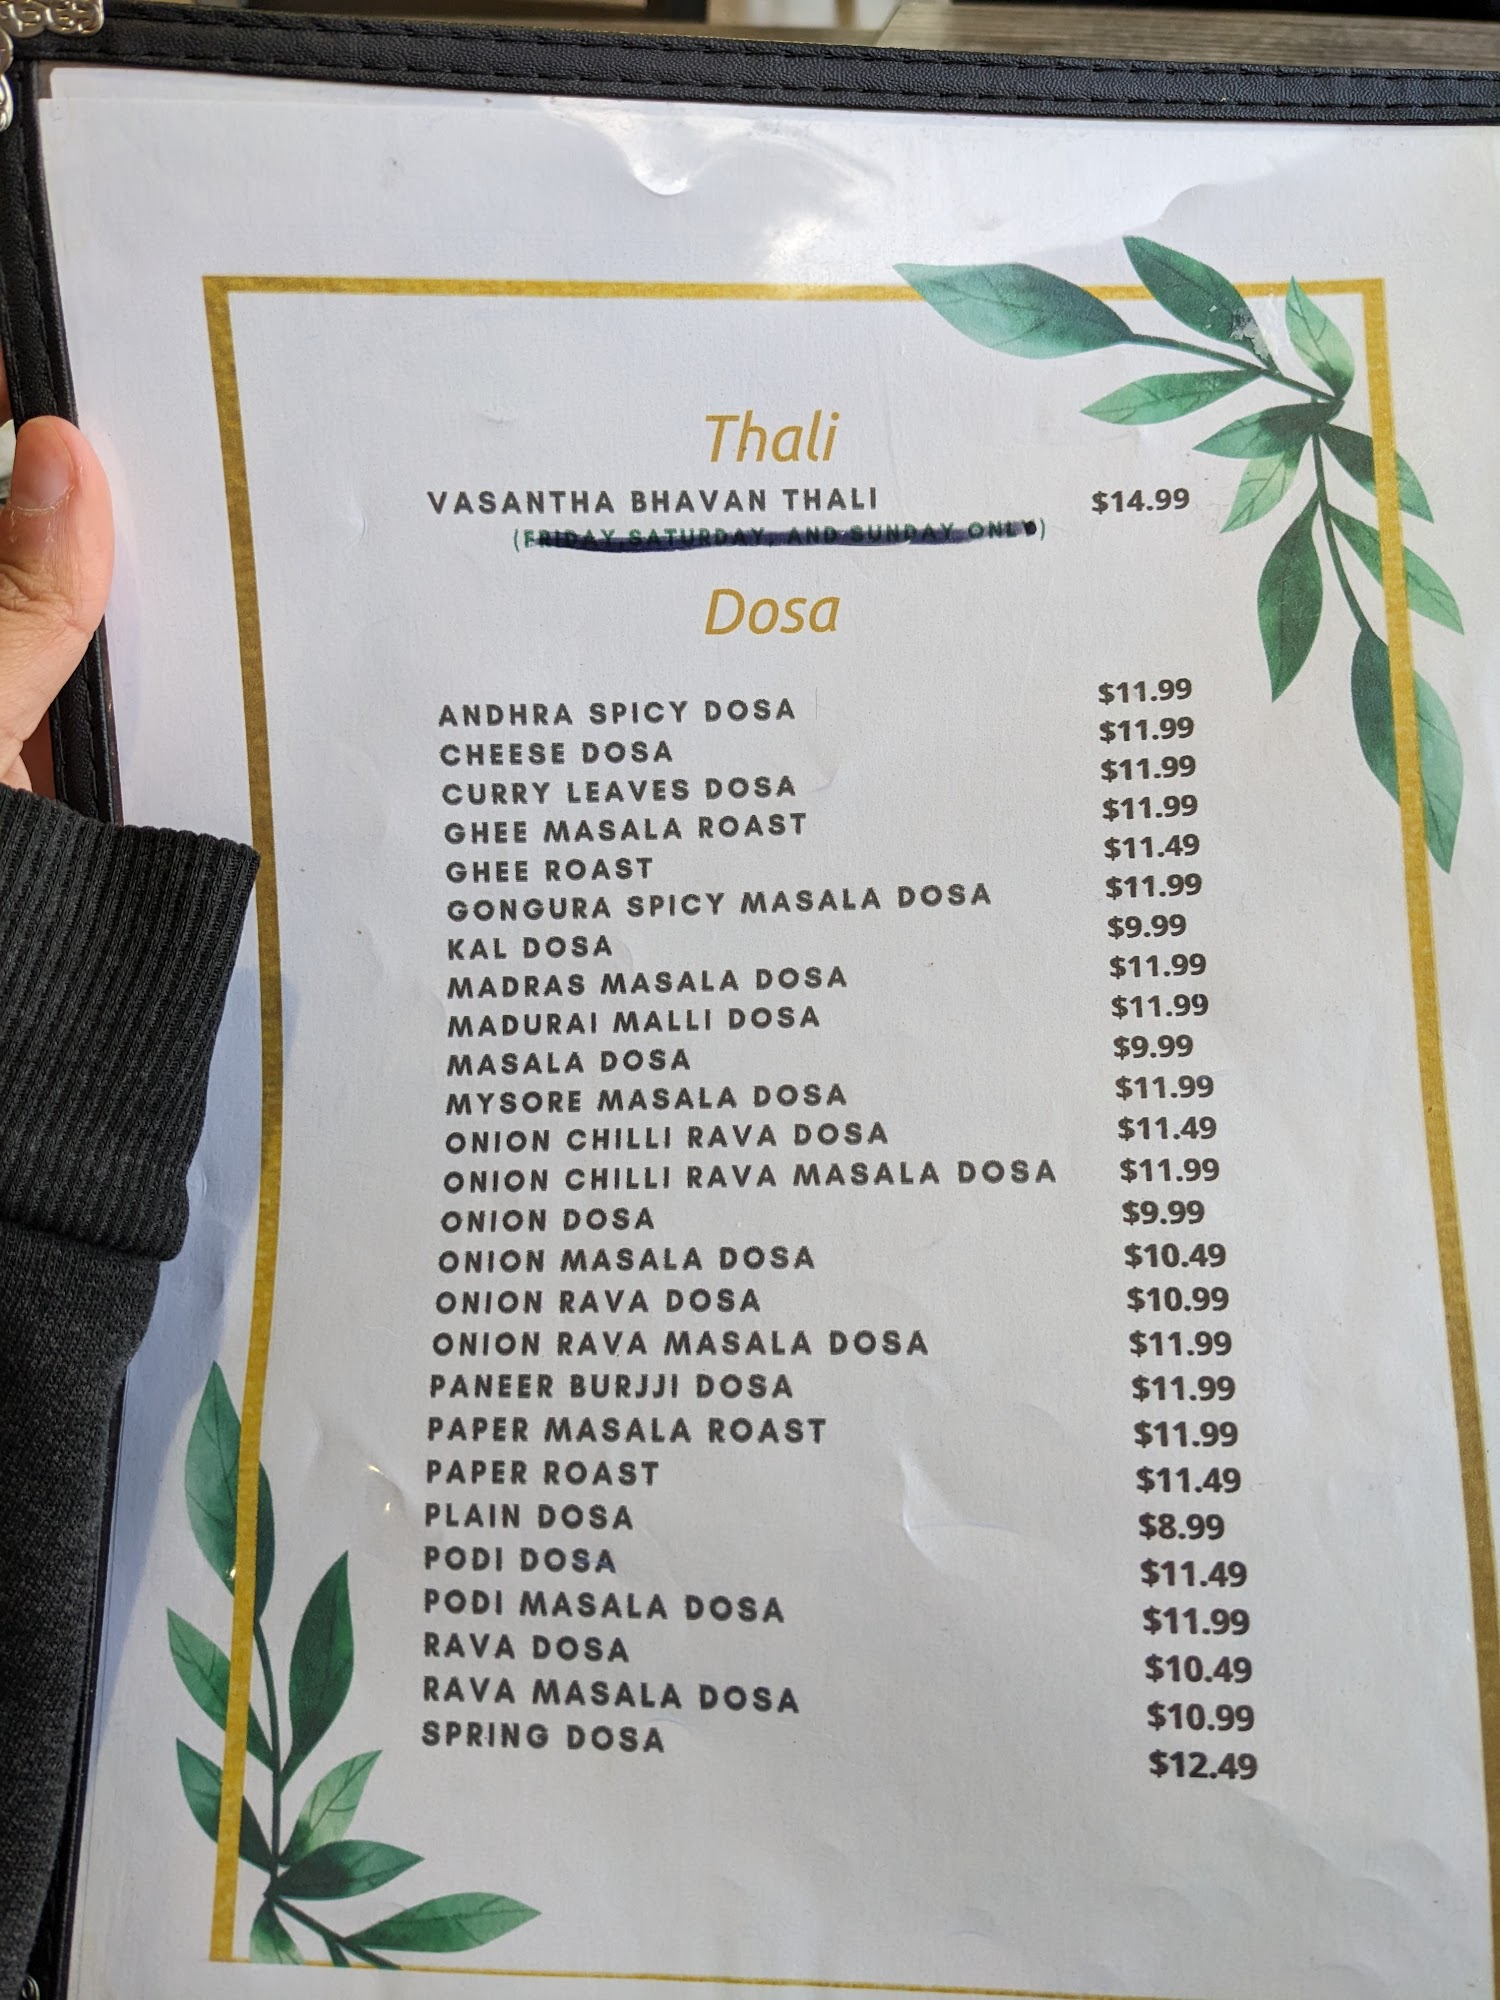 Thali
VASANTHA BHAVAN THALI $14.99
(FRIDAY, SATURDAY, AND SUNDAY ONLY)
Dosa
ANDHRA SPICY DOSA $11.99
CHEESE DOSA $11.99
CURRY LEAVES DOSA $11.99
GHEE MASALA ROAST $11.99
GHEE ROAST $11.49
GONGURA SPICY MASALA DOSA $11.99
KAL DOSA $9.99
MADRAS MASALA DOSA $11.99
MADURAI MALLI DOSA $11.99
MASALA DOSA $9.99
MYSORE MASALA DOSA $11.99
ONION CHILLI RAVA DOSA $11.49
ONION CHILLI RAVA MASALA DOSA $11.99
ONION DOSA $9.99
ONION MASALA DOSA $10.49
ONION RAVA DOSA $10.99
ONION RAVA MASALA DOSA $11.99
PANEER BURJJI DOSA $11.99
PAPER MASALA ROAST $11.99
PAPER ROAST $11.49
PLAIN DOSA $8.99
PODI DOSA $11.49
PODI MASALA DOSA $11.99
RAVA DOSA $10.49
RAVA MASALA DOSA $10.99
SPRING DOSA $12.49